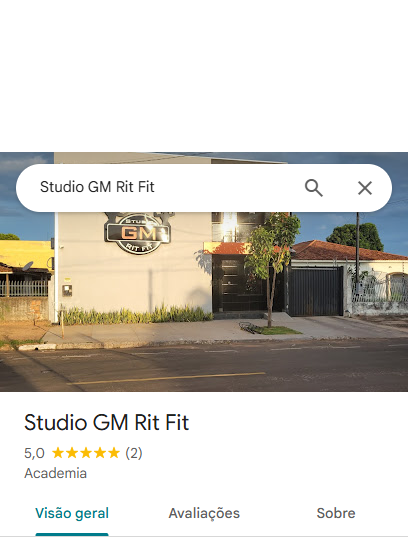 Studio GM Rit Fit
STUDIO
GM
RIT FIT
Studio GM Rit Fit
5,0 ★★★★★ (2)
Academia
Visão geral Avaliações Sobre